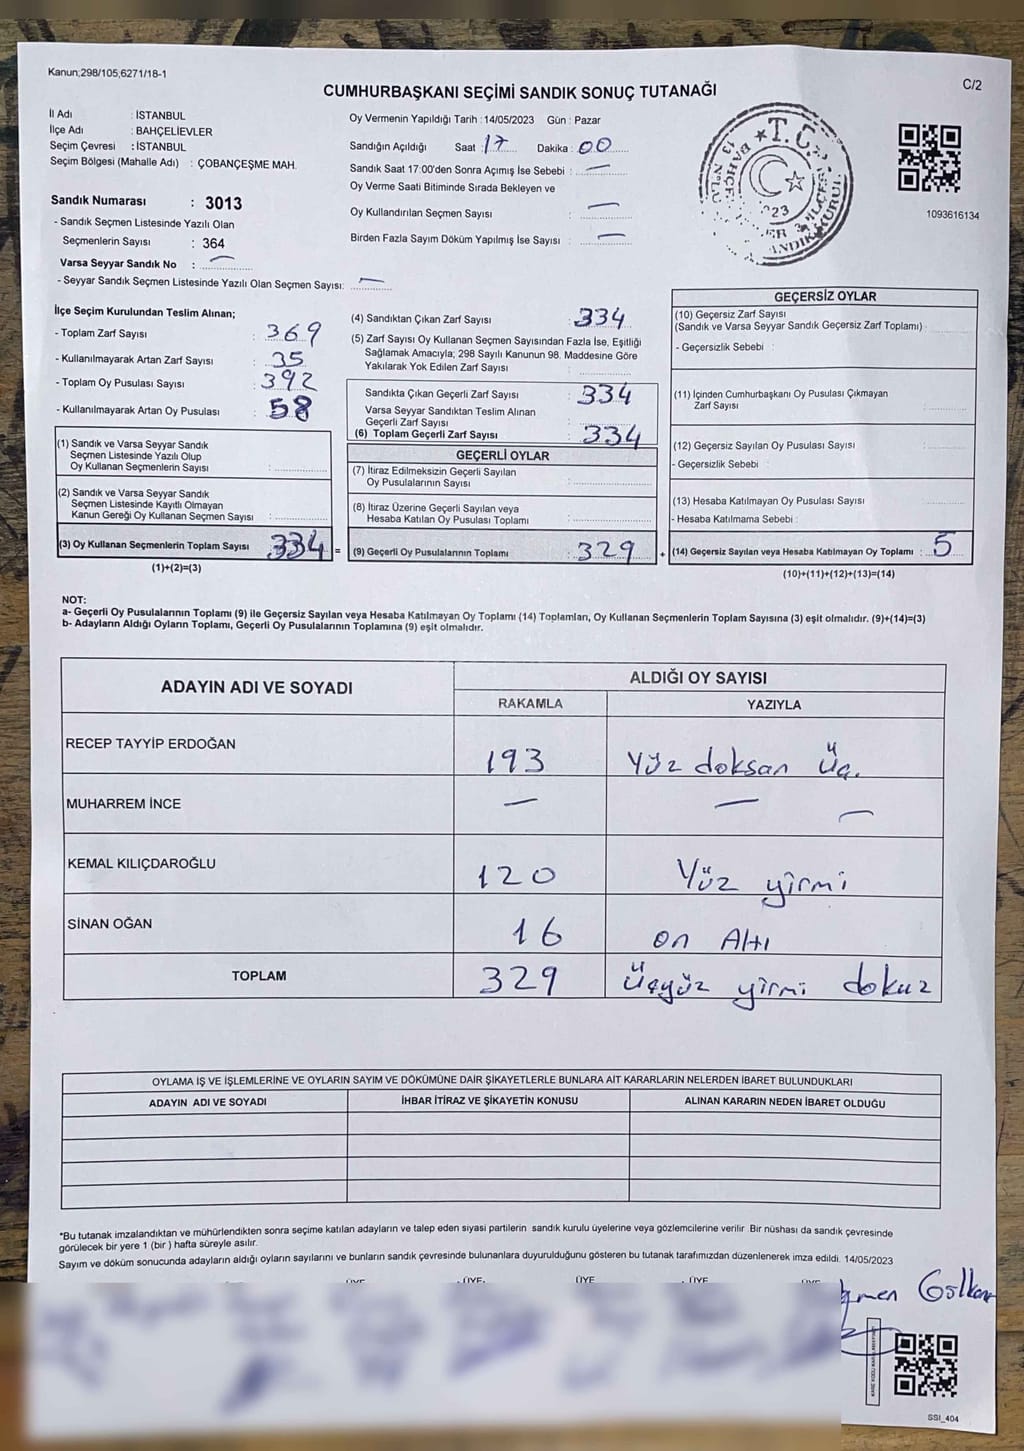 Kanun;298/105,6271/18-1
C/2
CUMHURBAŞKANI SEÇİMİ SANDIK SONUÇ TUTANAĞI
İl Adı : İSTANBUL
İlçe Adı : BAHÇELİEVLER
Seçim Çevresi : İSTANBUL
Seçim Bölgesi (Mahalle Adı) : ÇOBANÇEŞME MAH.
Sandık Numarası : 3013
- Sandık Seçmen Listesinde Yazılı Olan
Seçmenlerin Sayısı : 364
Varsa Seyyar Sandık No : —
- Seyyar Sandık Seçmen Listesinde Yazılı Olan Seçmen Sayısı: —
Oy Vermenin Yapıldığı Tarih : 14/05/2023 Gün : Pazar
Sandığın Açıldığı Saat : 17 Dakika : 00
Sandık Saat 17:00'den Sonra Açımış İse Sebebi : —
Oy Verme Saati Bitiminde Sırada Bekleyen ve
Oy Kullandırılan Seçmen Sayısı : —
Birden Fazla Sayım Döküm Yapılmış İse Sayısı : —
T.C.
1093616134
İlçe Seçim Kurulundan Teslim Alınan;
- Toplam Zarf Sayısı : 369
- Kullanılmayarak Artan Zarf Sayısı : 35
- Toplam Oy Pusulası Sayısı : 392
- Kullanılmayarak Artan Oy Pusulası : 58
(1) Sandık ve Varsa Seyyar Sandık
Seçmen Listesinde Yazılı Olup
Oy Kullanan Seçmenlerin Sayısı :
(2) Sandık ve Varsa Seyyar Sandık
Seçmen Listesinde Kayıtlı Olmayan
Kanun Gereği Oy Kullanan Seçmen Sayısı :
(3) Oy Kullanan Seçmenlerin Toplam Sayısı 334 =
(1)+(2)=(3)
(4) Sandıktan Çıkan Zarf Sayısı : 334
(5) Zarf Sayısı Oy Kullanan Seçmen Sayısından Fazla İse, Eşitliği
Sağlamak Amacıyla; 298 Sayılı Kanunun 98. Maddesine Göre
Yakılarak Yok Edilen Zarf Sayısı :
Sandıkta Çıkan Geçerli Zarf Sayısı : 334
Varsa Seyyar Sandıktan Teslim Alınan
Geçerli Zarf Sayısı :
(6) Toplam Geçerli Zarf Sayısı : 334
GEÇERLİ OYLAR
(7) İtiraz Edilmeksizin Geçerli Sayılan
Oy Pusulalarının Sayısı :
(8) İtiraz Üzerine Geçerli Sayılan veya
Hesaba Katılan Oy Pusulası Toplamı :
(9) Geçerli Oy Pusulalarının Toplamı : 329 +
GEÇERSİZ OYLAR
(10) Geçersiz Zarf Sayısı
(Sandık ve Varsa Seyyar Sandık Geçersiz Zarf Toplamı) :
- Geçersizlik Sebebi :
(11) İçinden Cumhurbaşkanı Oy Pusulası Çıkmayan
Zarf Sayısı :
(12) Geçersiz Sayılan Oy Pusulası Sayısı :
- Geçersizlik Sebebi :
(13) Hesaba Katılmayan Oy Pusulası Sayısı :
- Hesaba Katılmama Sebebi :
(14) Geçersiz Sayılan veya Hesaba Katılmayan Oy Toplamı : 5
(10)+(11)+(12)+(13)=(14)
NOT:
a- Geçerli Oy Pusulalarının Toplamı (9) ile Geçersiz Sayılan veya Hesaba Katılmayan Oy Toplamı (14) Toplamları, Oy Kullanan Seçmenlerin Toplam Sayısına (3) eşit olmalıdır. (9)+(14)=(3)
b- Adayların Aldığı Oyların Toplamı, Geçerli Oy Pusulalarının Toplamına (9) eşit olmalıdır.
ADAYIN ADI VE SOYADI
ALDIĞI OY SAYISI
RAKAMLA YAZIYLA
RECEP TAYYİP ERDOĞAN 193 Yüz doksan üç.
MUHARREM İNCE — — —
KEMAL KILIÇDAROĞLU 120 Yüz yirmi
SİNAN OĞAN 16 on Altı
TOPLAM 329 Üçyüz yirmi dokuz
OYLAMA İŞ VE İŞLEMLERİNE VE OYLARIN SAYIM VE DÖKÜMÜNE DAİR ŞİKAYETLERLE BUNLARA AİT KARARLARIN NELERDEN İBARET BULUNDUKLARI
ADAYIN ADI VE SOYADI İHBAR İTİRAZ VE ŞİKAYETİN KONUSU ALINAN KARARIN NEDEN İBARET OLDUĞU
*Bu tutanak imzalandıktan ve mühürlendikten sonra seçime katılan adayların ve talep eden siyasi partilerin sandık kurulu üyelerine veya gözlemcilerine verilir. Bir nüshası da sandık çevresinde
görülecek bir yere 1 (bir) hafta süreyle asılır.
Sayım ve döküm sonucunda adayların aldığı oyların sayılarını ve bunların sandık çevresinde bulunanlara duyurulduğunu gösteren bu tutanak tarafımızdan düzenlenerek imza edildi. 14/05/2023
ÜYE ÜYE ÜYE ÜYE ÜYE
SSI_404